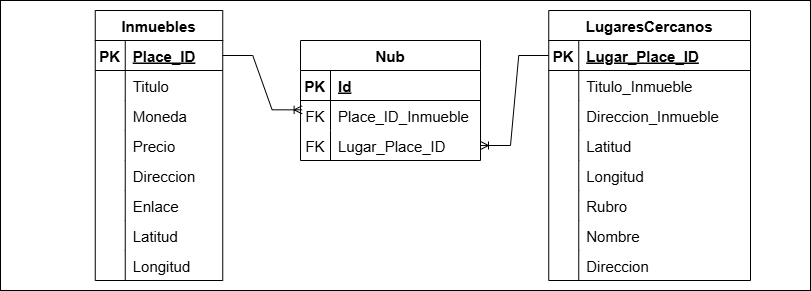 Inmuebles
PK Place_ID
Titulo
Moneda
Precio
Direccion
Enlace
Latitud
Longitud
Nub
PK Id
FK Place_ID_Inmueble
FK Lugar_Place_ID
LugaresCercanos
PK Lugar_Place_ID
Titulo_Inmueble
Direccion_Inmueble
Latitud
Longitud
Rubro
Nombre
Direccion